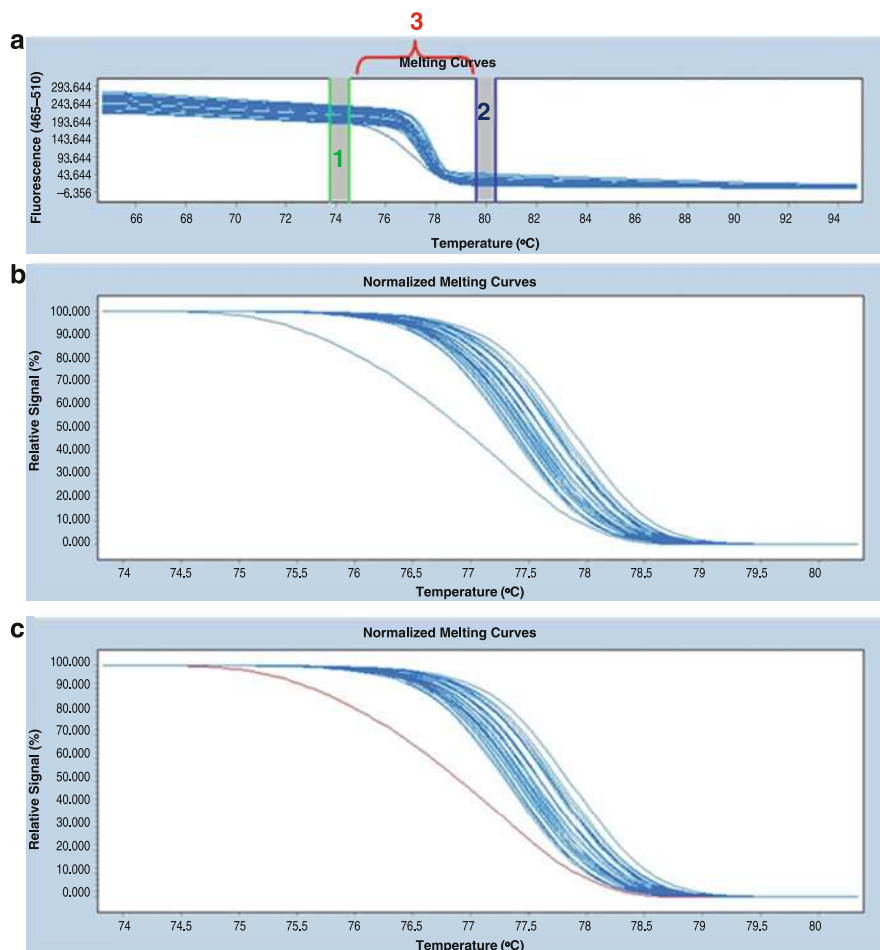 3
a
Melting Curves
Fluorescence (465–510)
293.644
243.644
193.644
143.644
93.644
43.644
–6.356
1
2
66 68 70 72 74 76 78 80 82 84 86 88 90 92 94
Temperature (°C)
b
Normalized Melting Curves
Relative Signal (%)
100.000
90.000
80.000
70.000
60.000
50.000
40.000
30.000
20.000
10.000
0.000
74 74.5 75 75.5 76 76.5 77 77.5 78 78.5 79 79.5 80
Temperature (°C)
c
Normalized Melting Curves
Relative Signal (%)
100.000
90.000
80.000
70.000
60.000
50.000
40.000
30.000
20.000
10.000
0.000
74 74.5 75 75.5 76 76.5 77 77.5 78 78.5 79 79.5 80
Temperature (°C)